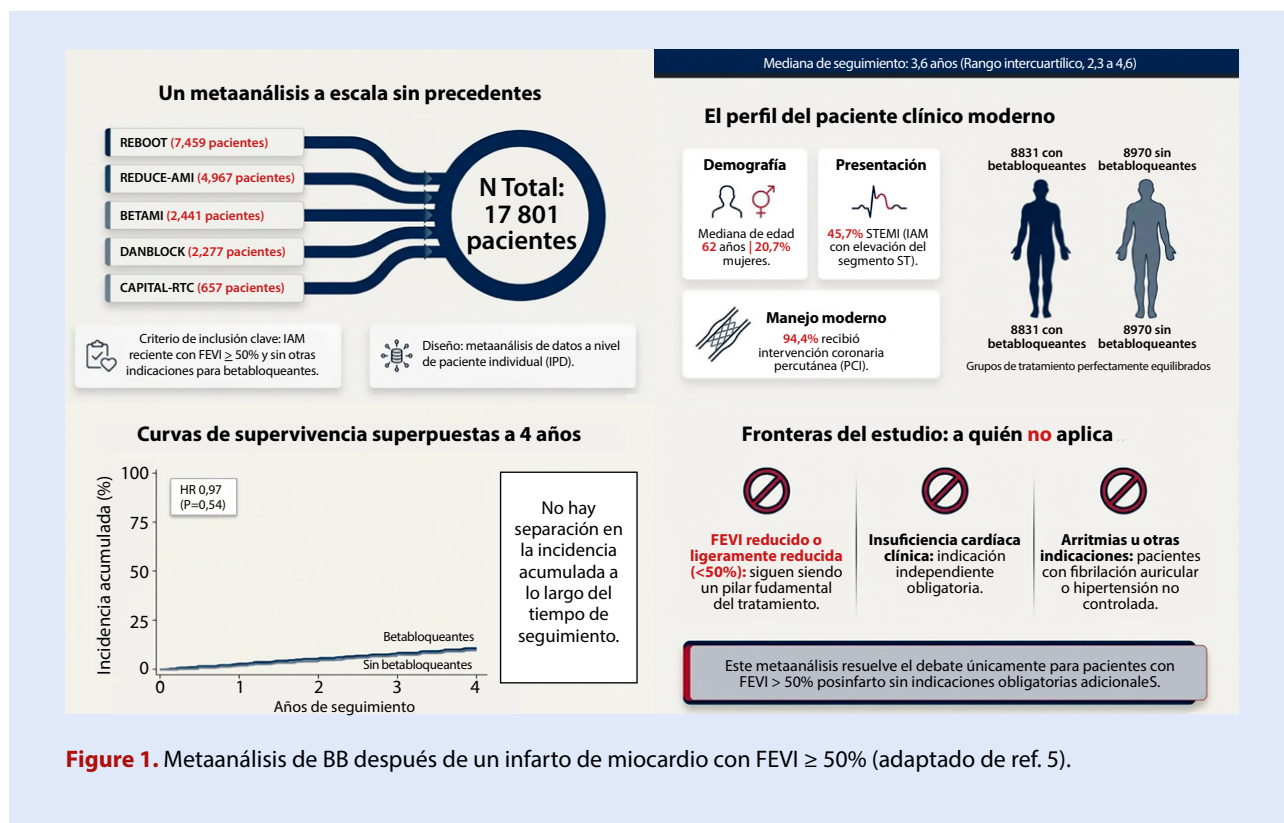 Un metaanálisis a escala sin precedentes
REBOOT (7,459 pacientes)
REDUCE-AMI (4,967 pacientes)
BETAMI (2,441 pacientes)
DANBLOCK (2,277 pacientes)
CAPITAL-RTC (657 pacientes)
N Total:
17 801
pacientes
Criterio de inclusión clave: IAM
reciente con FEVI ≥ 50% y sin otras
indicaciones para betabloqueantes.
Diseño: metaanálisis de datos a nivel
de paciente individual (IPD).
Mediana de seguimiento: 3,6 años (Rango intercuartílico, 2,3 a 4,6)
El perfil del paciente clínico moderno
Demografía
Mediana de edad
62 años | 20,7%
mujeres.
Presentación
45,7% STEMI (IAM
con elevación del
segmento ST).
Manejo moderno
94,4% recibió
intervención coronaria
percutánea (PCI).
8831 con
betabloqueantes
8970 sin
betabloqueantes
8831 con
betabloqueantes
8970 sin
betabloqueantes
Grupos de tratamiento perfectamente equilibrados
Curvas de supervivencia superpuestas a 4 años
Incidencia acumulada (%)
100
75
50
25
0
HR 0,97
(P=0,54)
Betabloqueantes
Sin betabloqueantes
0 1 2 3 4
Años de seguimiento
No hay
separación en
la incidencia
acumulada a
lo largo del
tiempo de
seguimiento.
Fronteras del estudio: a quién no aplica
FEVI reducido o
ligeramente reducida
(<50%): siguen siendo
un pilar fudamental
del tratamiento.
Insuficiencia cardíaca
clínica: indicación
independiente
obligatoria.
Arritmias u otras
indicaciones: pacientes
con fibrilación auricular
o hipertensión no
controlada.
Este metaanálisis resuelve el debate únicamente para pacientes con
FEVI > 50% posinfarto sin indicaciones obligatorias adicionaleS.
Figure 1. Metaanálisis de BB después de un infarto de miocardio con FEVI ≥ 50% (adaptado de ref. 5).